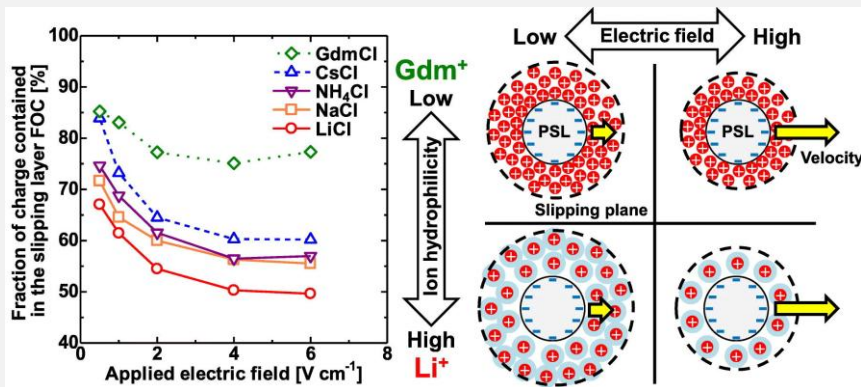 Fraction of charge contained
in the slipping layer FOC [%]
100
90
80
70
60
50
40
0
2
4
6
8
Applied electric field [V cm⁻¹]
GdmCl
CsCl
NH₄Cl
NaCl
LiCl
Gdm⁺
Low
Ion hydrophilicity
High
Li⁺
Low
Electric field
High
PSL
PSL
Velocity
Slipping plane